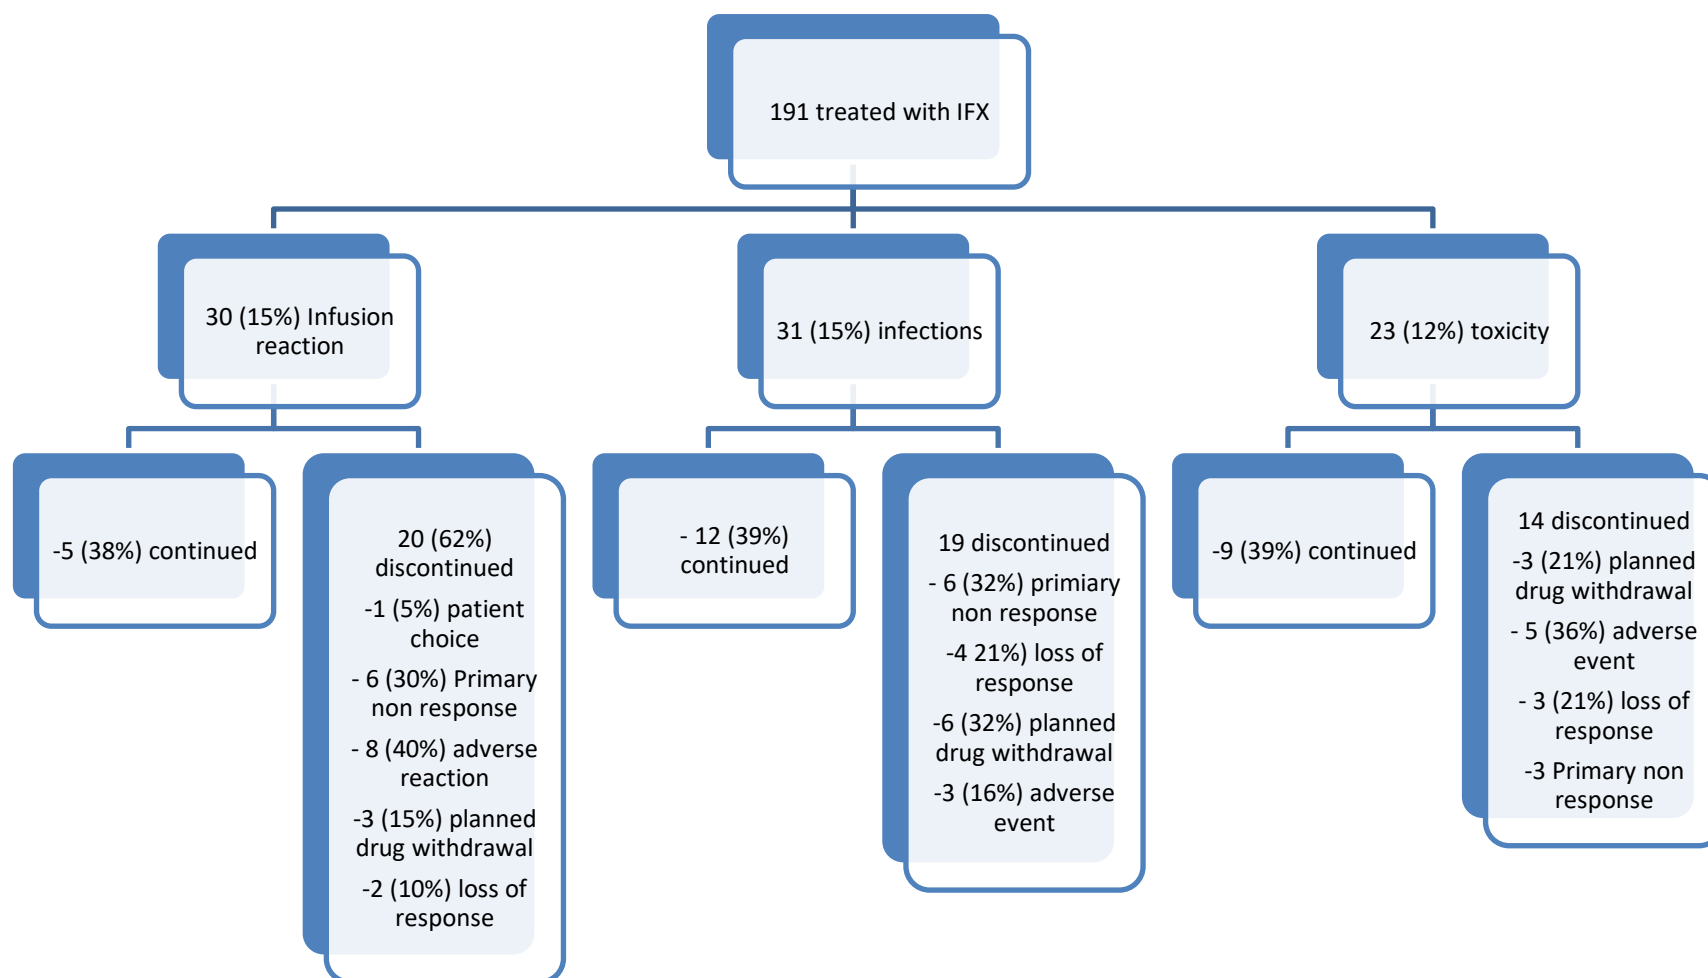 191 treated with IFX
30 (15%) Infusion
reaction
31 (15%) infections
23 (12%) toxicity
-5 (38%) continued
20 (62%)
discontinued
-1 (5%) patient
choice
- 6 (30%) Primary
non response
- 8 (40%) adverse
reaction
-3 (15%) planned
drug withdrawal
-2 (10%) loss of
response
- 12 (39%)
continued
19 discontinued
- 6 (32%) primiary
non response
-4 21%) loss of
response
-6 (32%) planned
drug withdrawal
-3 (16%) adverse
event
-9 (39%) continued
14 discontinued
-3 (21%) planned
drug withdrawal
- 5 (36%) adverse
event
- 3 (21%) loss of
response
-3 Primary non
response